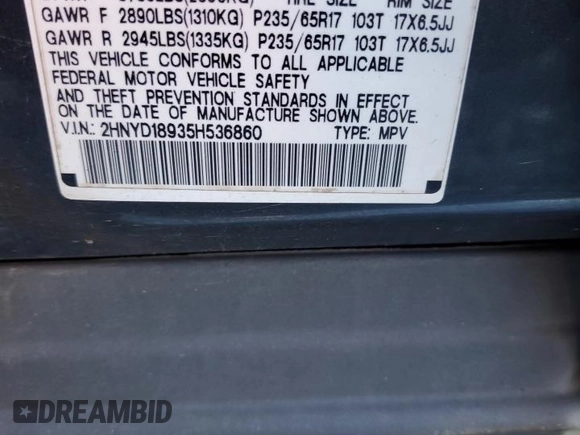 GAWR F 2890LBS(1310KG) P235/65R17 103T 17X6.5JJ
GAWR R 2945LBS(1335KG) P235/65R17 103T 17X6.5JJ
THIS VEHICLE CONFORMS TO ALL APPLICABLE
FEDERAL MOTOR VEHICLE SAFETY
AND THEFT PREVENTION STANDARDS IN EFFECT
ON THE DATE OF MANUFACTURE SHOWN ABOVE.
V.I.N.: 2HNYD18935H536860 TYPE: MPV
DREAMBID